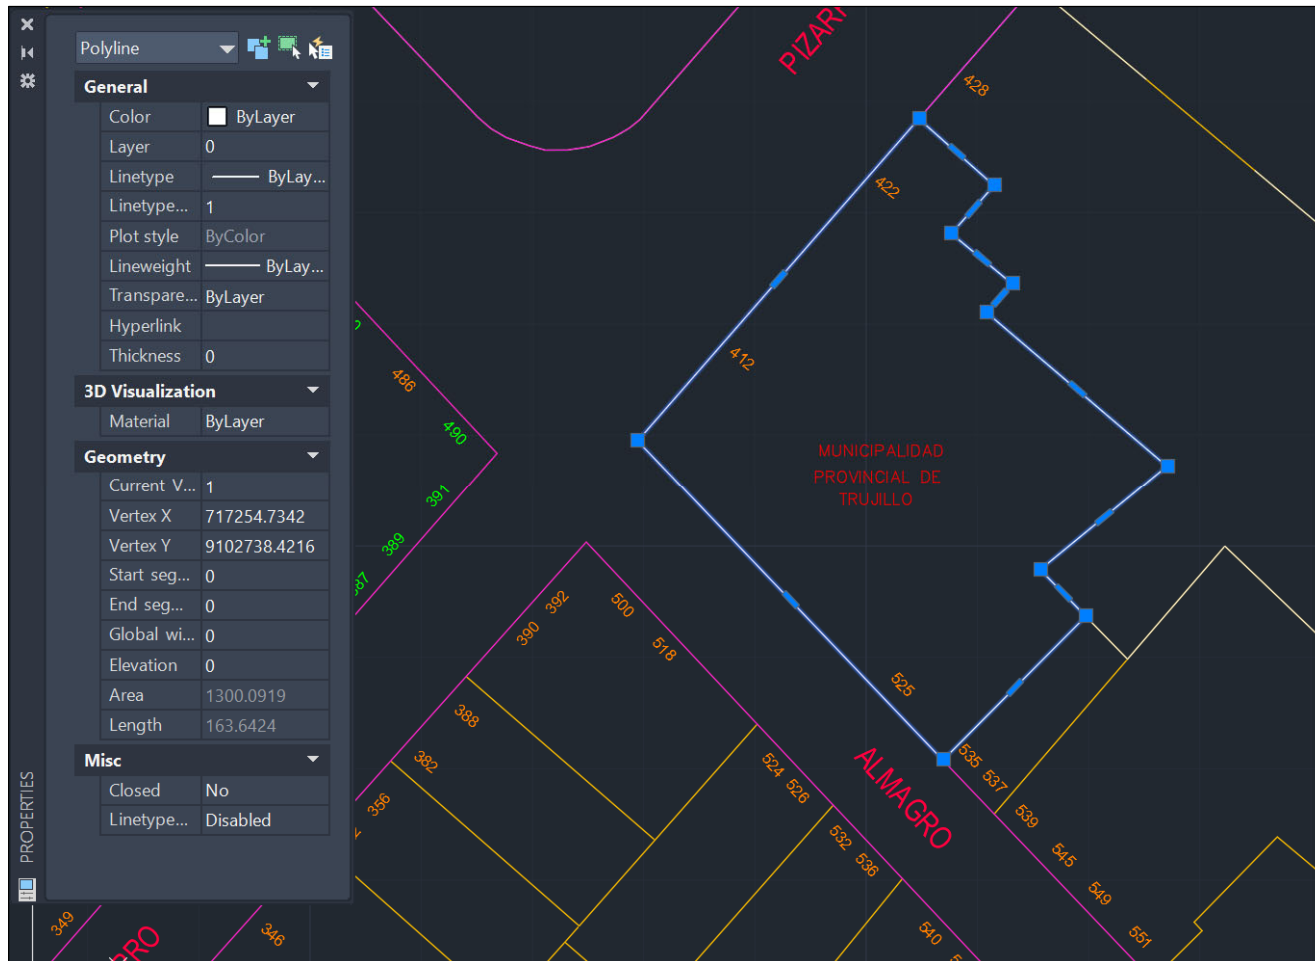 Polyline
General
Color ByLayer
Layer 0
Linetype ByLay...
Linetype... 1
Plot style ByColor
Lineweight ByLay...
Transpare... ByLayer
Hyperlink
Thickness 0
3D Visualization
Material ByLayer
Geometry
Current V... 1
Vertex X 717254.7342
Vertex Y 9102738.4216
Start seg... 0
End seg... 0
Global wi... 0
Elevation 0
Area 1300.0919
Length 163.6424
Misc
Closed No
Linetype... Disabled
PROPERTIES
428
422
412
486
490
391
389
MUNICIPALIDAD
PROVINCIAL DE
TRUJILLO
392
390
388
382
356
500
518
525
524
526
532
536
540
ALMAGRO
535
537
539
545
549
551
349
346